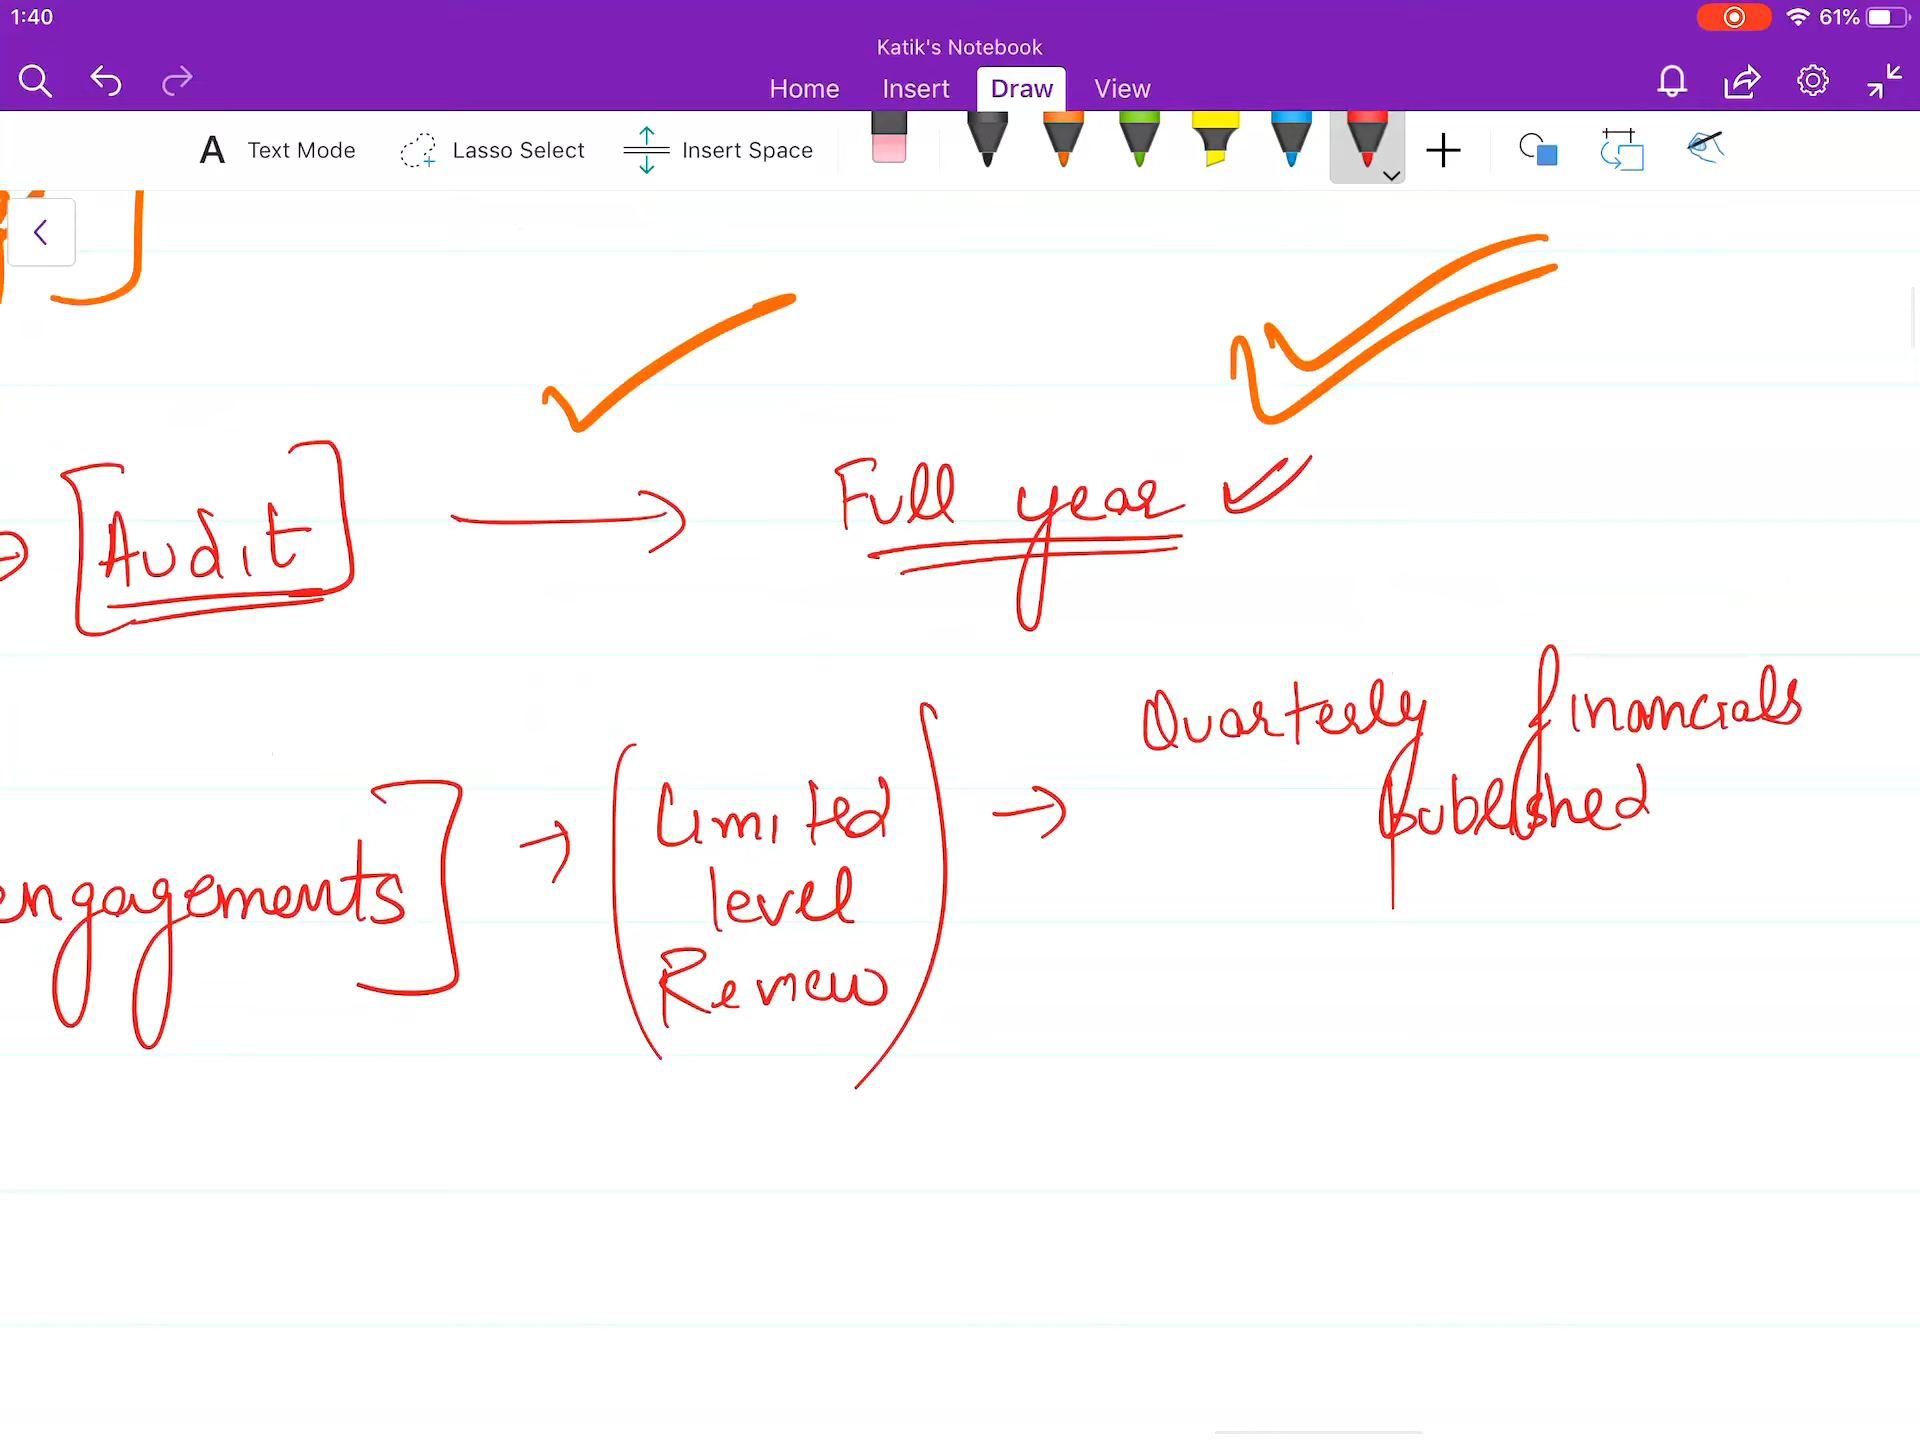 1:40
61%
Katik's Notebook
Home Insert Draw View
A Text Mode Lasso Select Insert Space
Audit → Full year
engagements → Limited level Review → Quarterly financials published